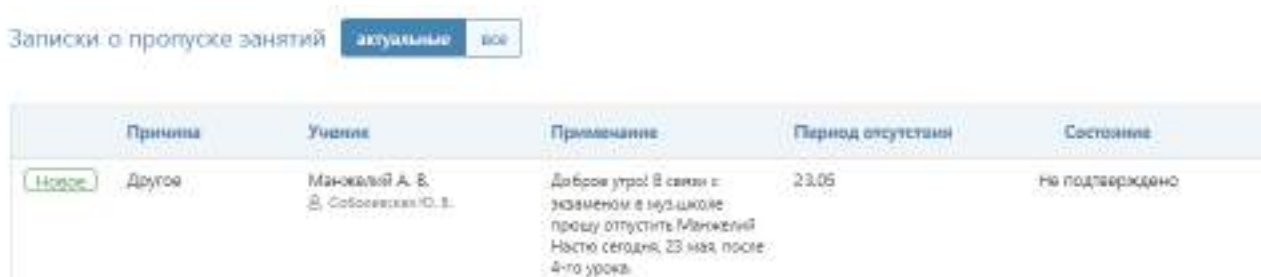 Записки о пропуске занятий актуальные все
Причина Ученик Примечание Период отсутствия Состояние
Новое Другое Манжелий А. В. Доброе утро! В связи с 23.05 Не подтверждено
Соболевская Ю. В. экзаменом в муз.школе
прошу отпустить Манжелий
Настю сегодня, 23 мая, после
4-го урока.